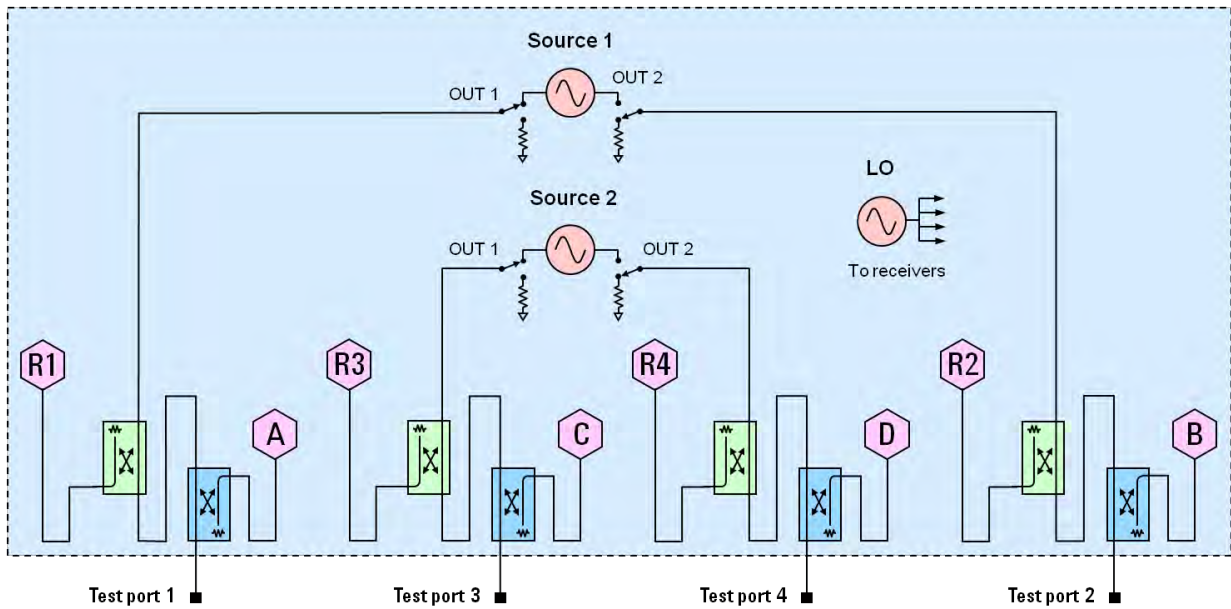 Source 1
OUT 1
OUT 2
LO
Source 2
OUT 1
OUT 2
To receivers
R1
R3
R4
R2
A
C
D
B
Test port 1
Test port 3
Test port 4
Test port 2